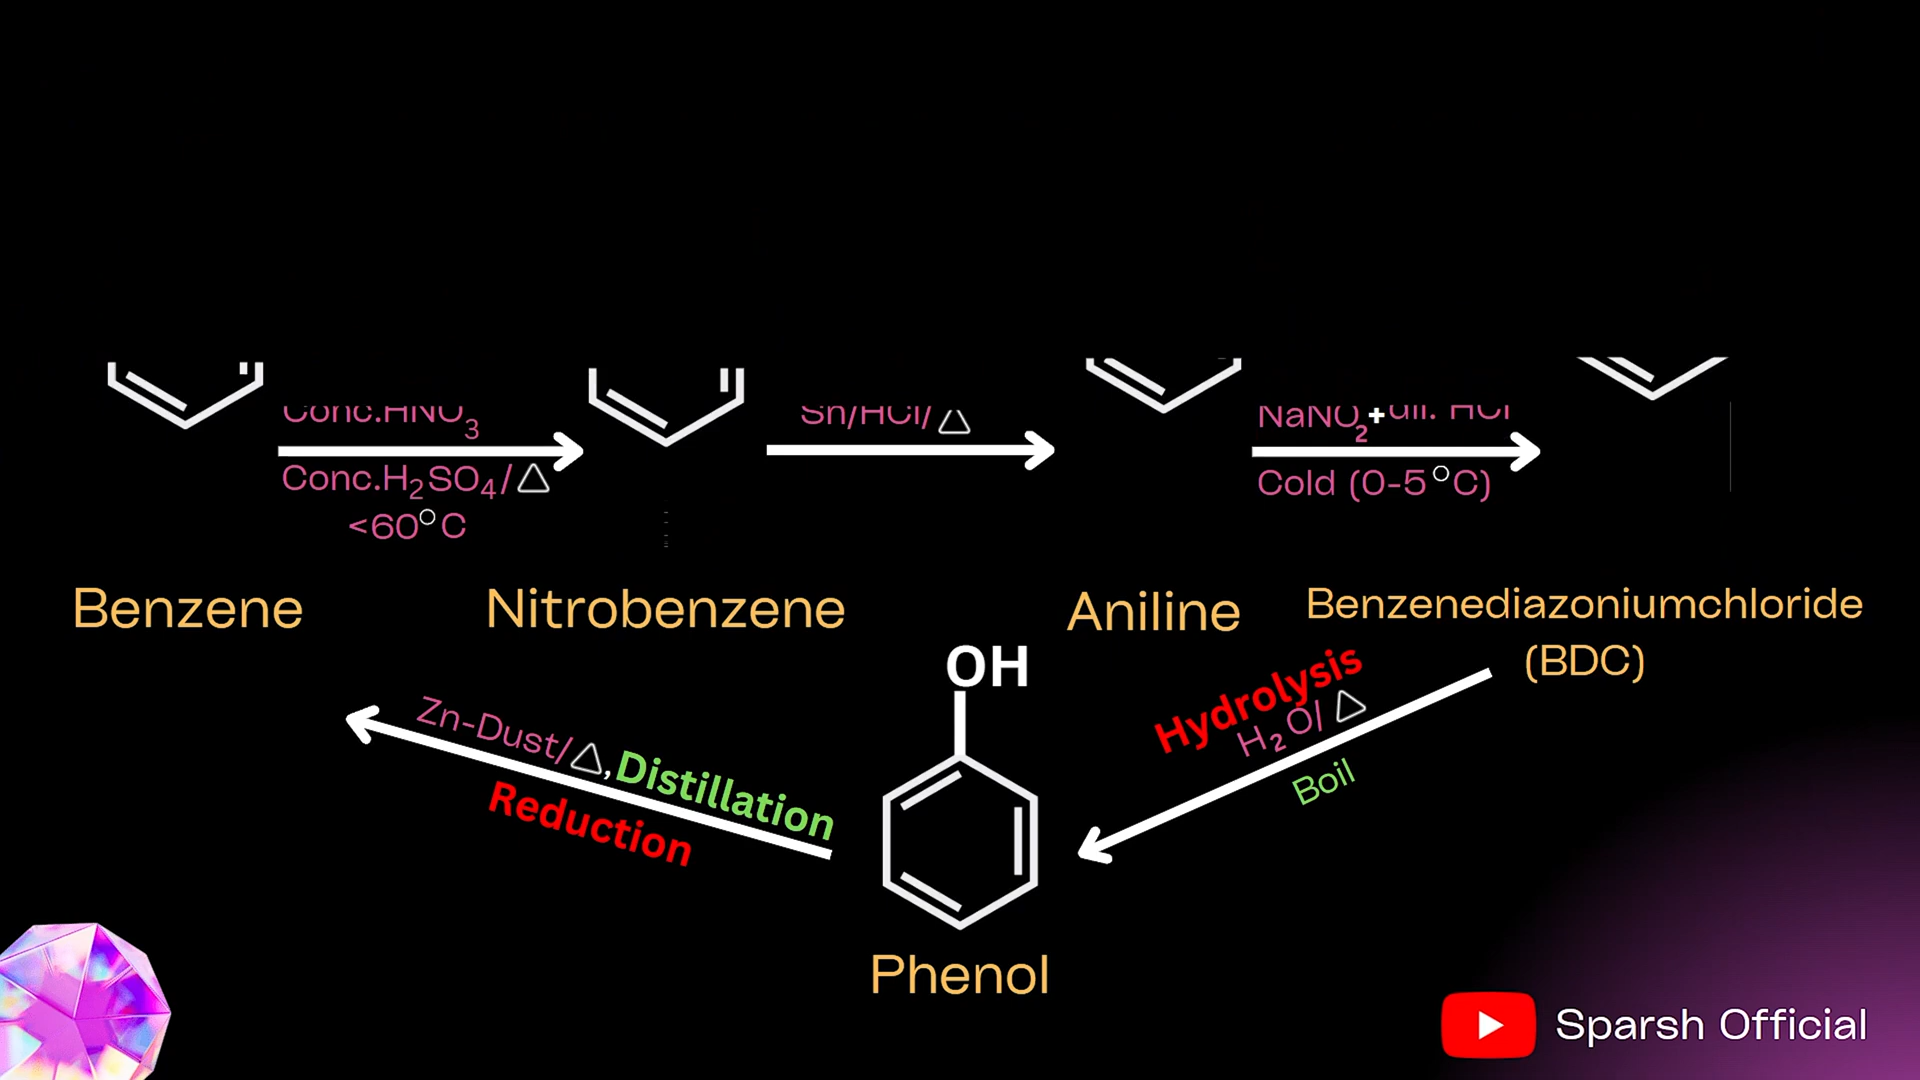 Conc.HNO3
Conc.H2SO4/△
<60°C
Sn/HCl/△
NaNO2+dil. HCl
Cold (0-5°C)
Benzene
Nitrobenzene
Aniline
Benzenediazoniumchloride
(BDC)
OH
Zn-Dust/△,Distillation
Reduction
Hydrolysis
H2O/△
Boil
Phenol
Sparsh Official